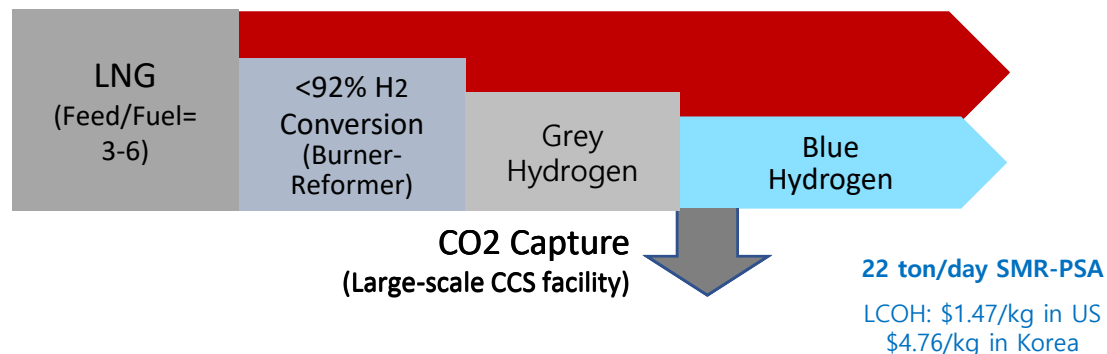 LNG
(Feed/Fuel=
3-6)
<92% H2
Conversion
(Burner-
Reformer)
Grey
Hydrogen
Blue
Hydrogen
CO2 Capture
(Large-scale CCS facility)
22 ton/day SMR-PSA
LCOH: $1.47/kg in US
$4.76/kg in Korea